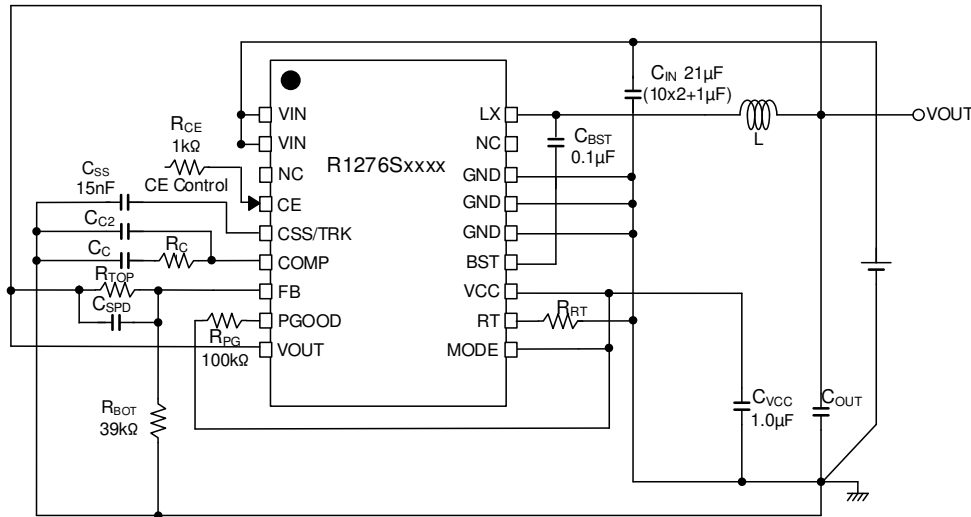 CIN 21µF
(10x2+1µF)
VIN
LX
VOUT
RCE
1kΩ
VIN
NC
L
CBST
0.1µF
R1276Sxxxx
CSS
15nF
CE Control
NC
GND
CE
GND
CC2
CSS/TRK
GND
CC
RC
COMP
BST
RTOP
FB
VCC
CSPD
PGOOD
RT
RRT
RPG
100kΩ
VOUT
MODE
RBOT
39kΩ
CVCC
1.0µF
COUT